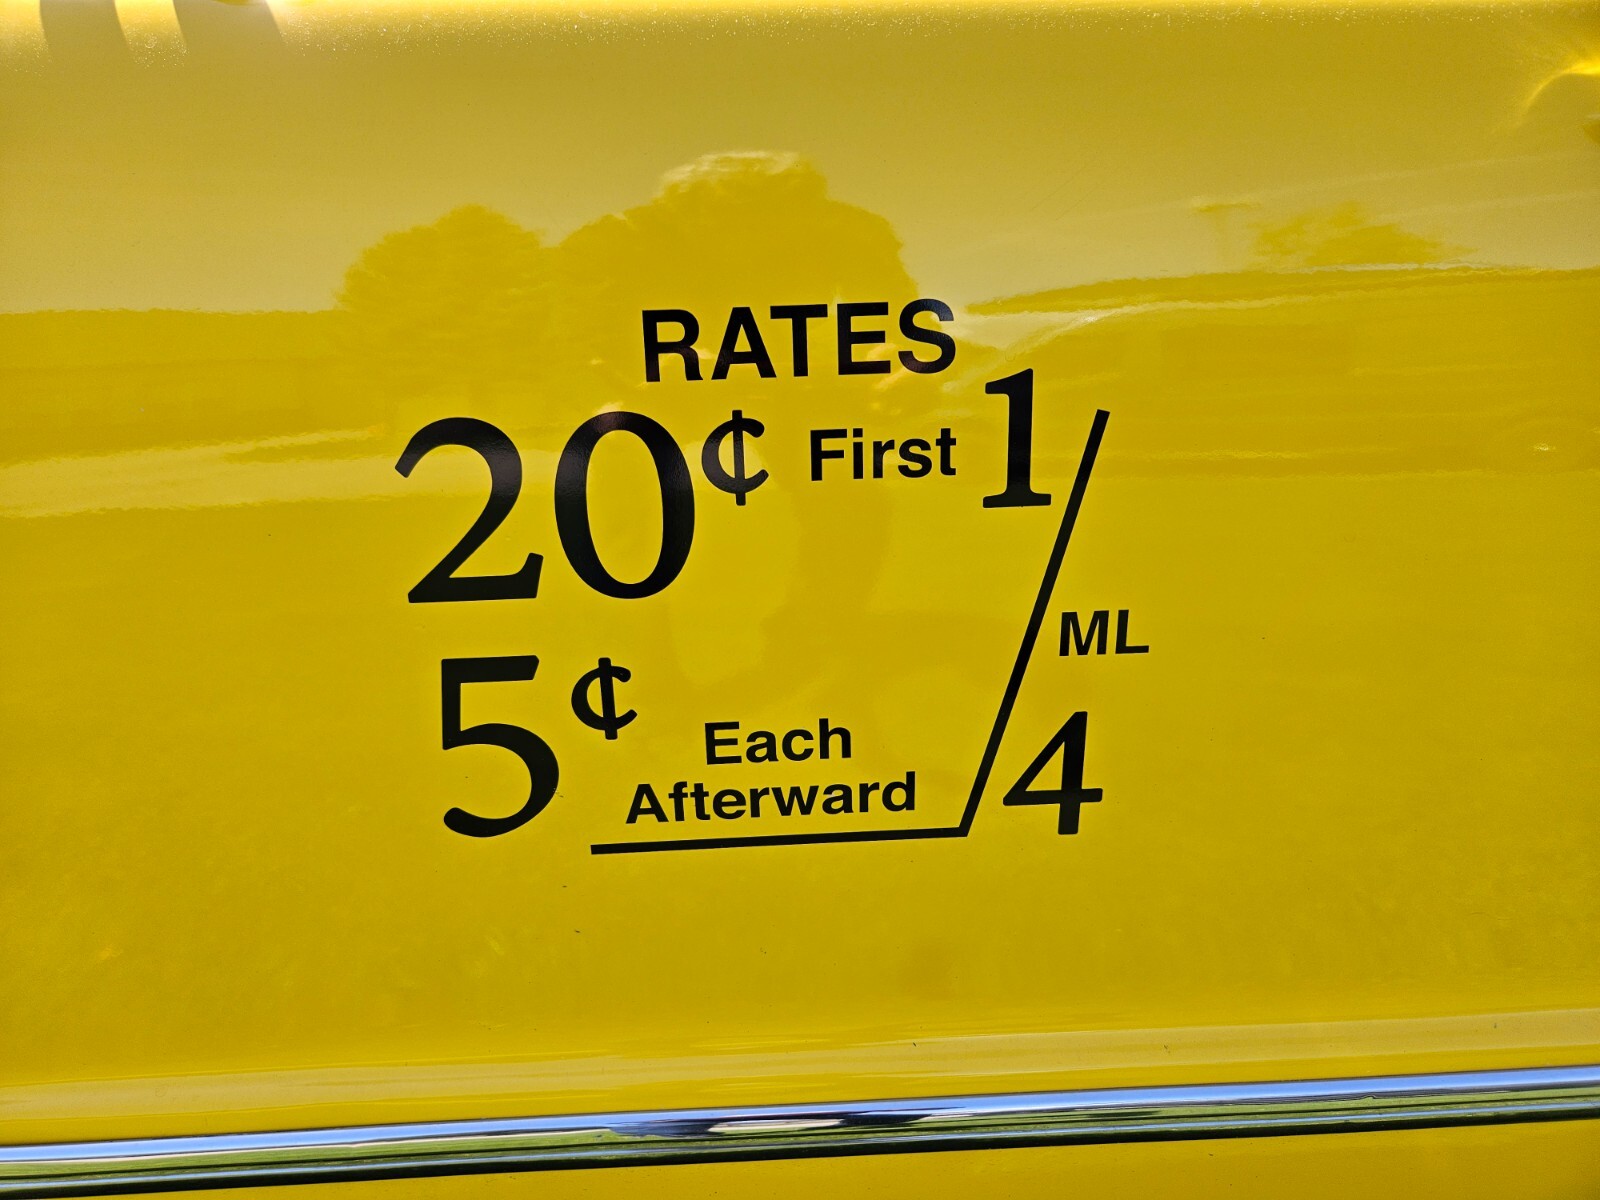 RATES
20¢ First 1/4 ML
5¢ Each
Afterward